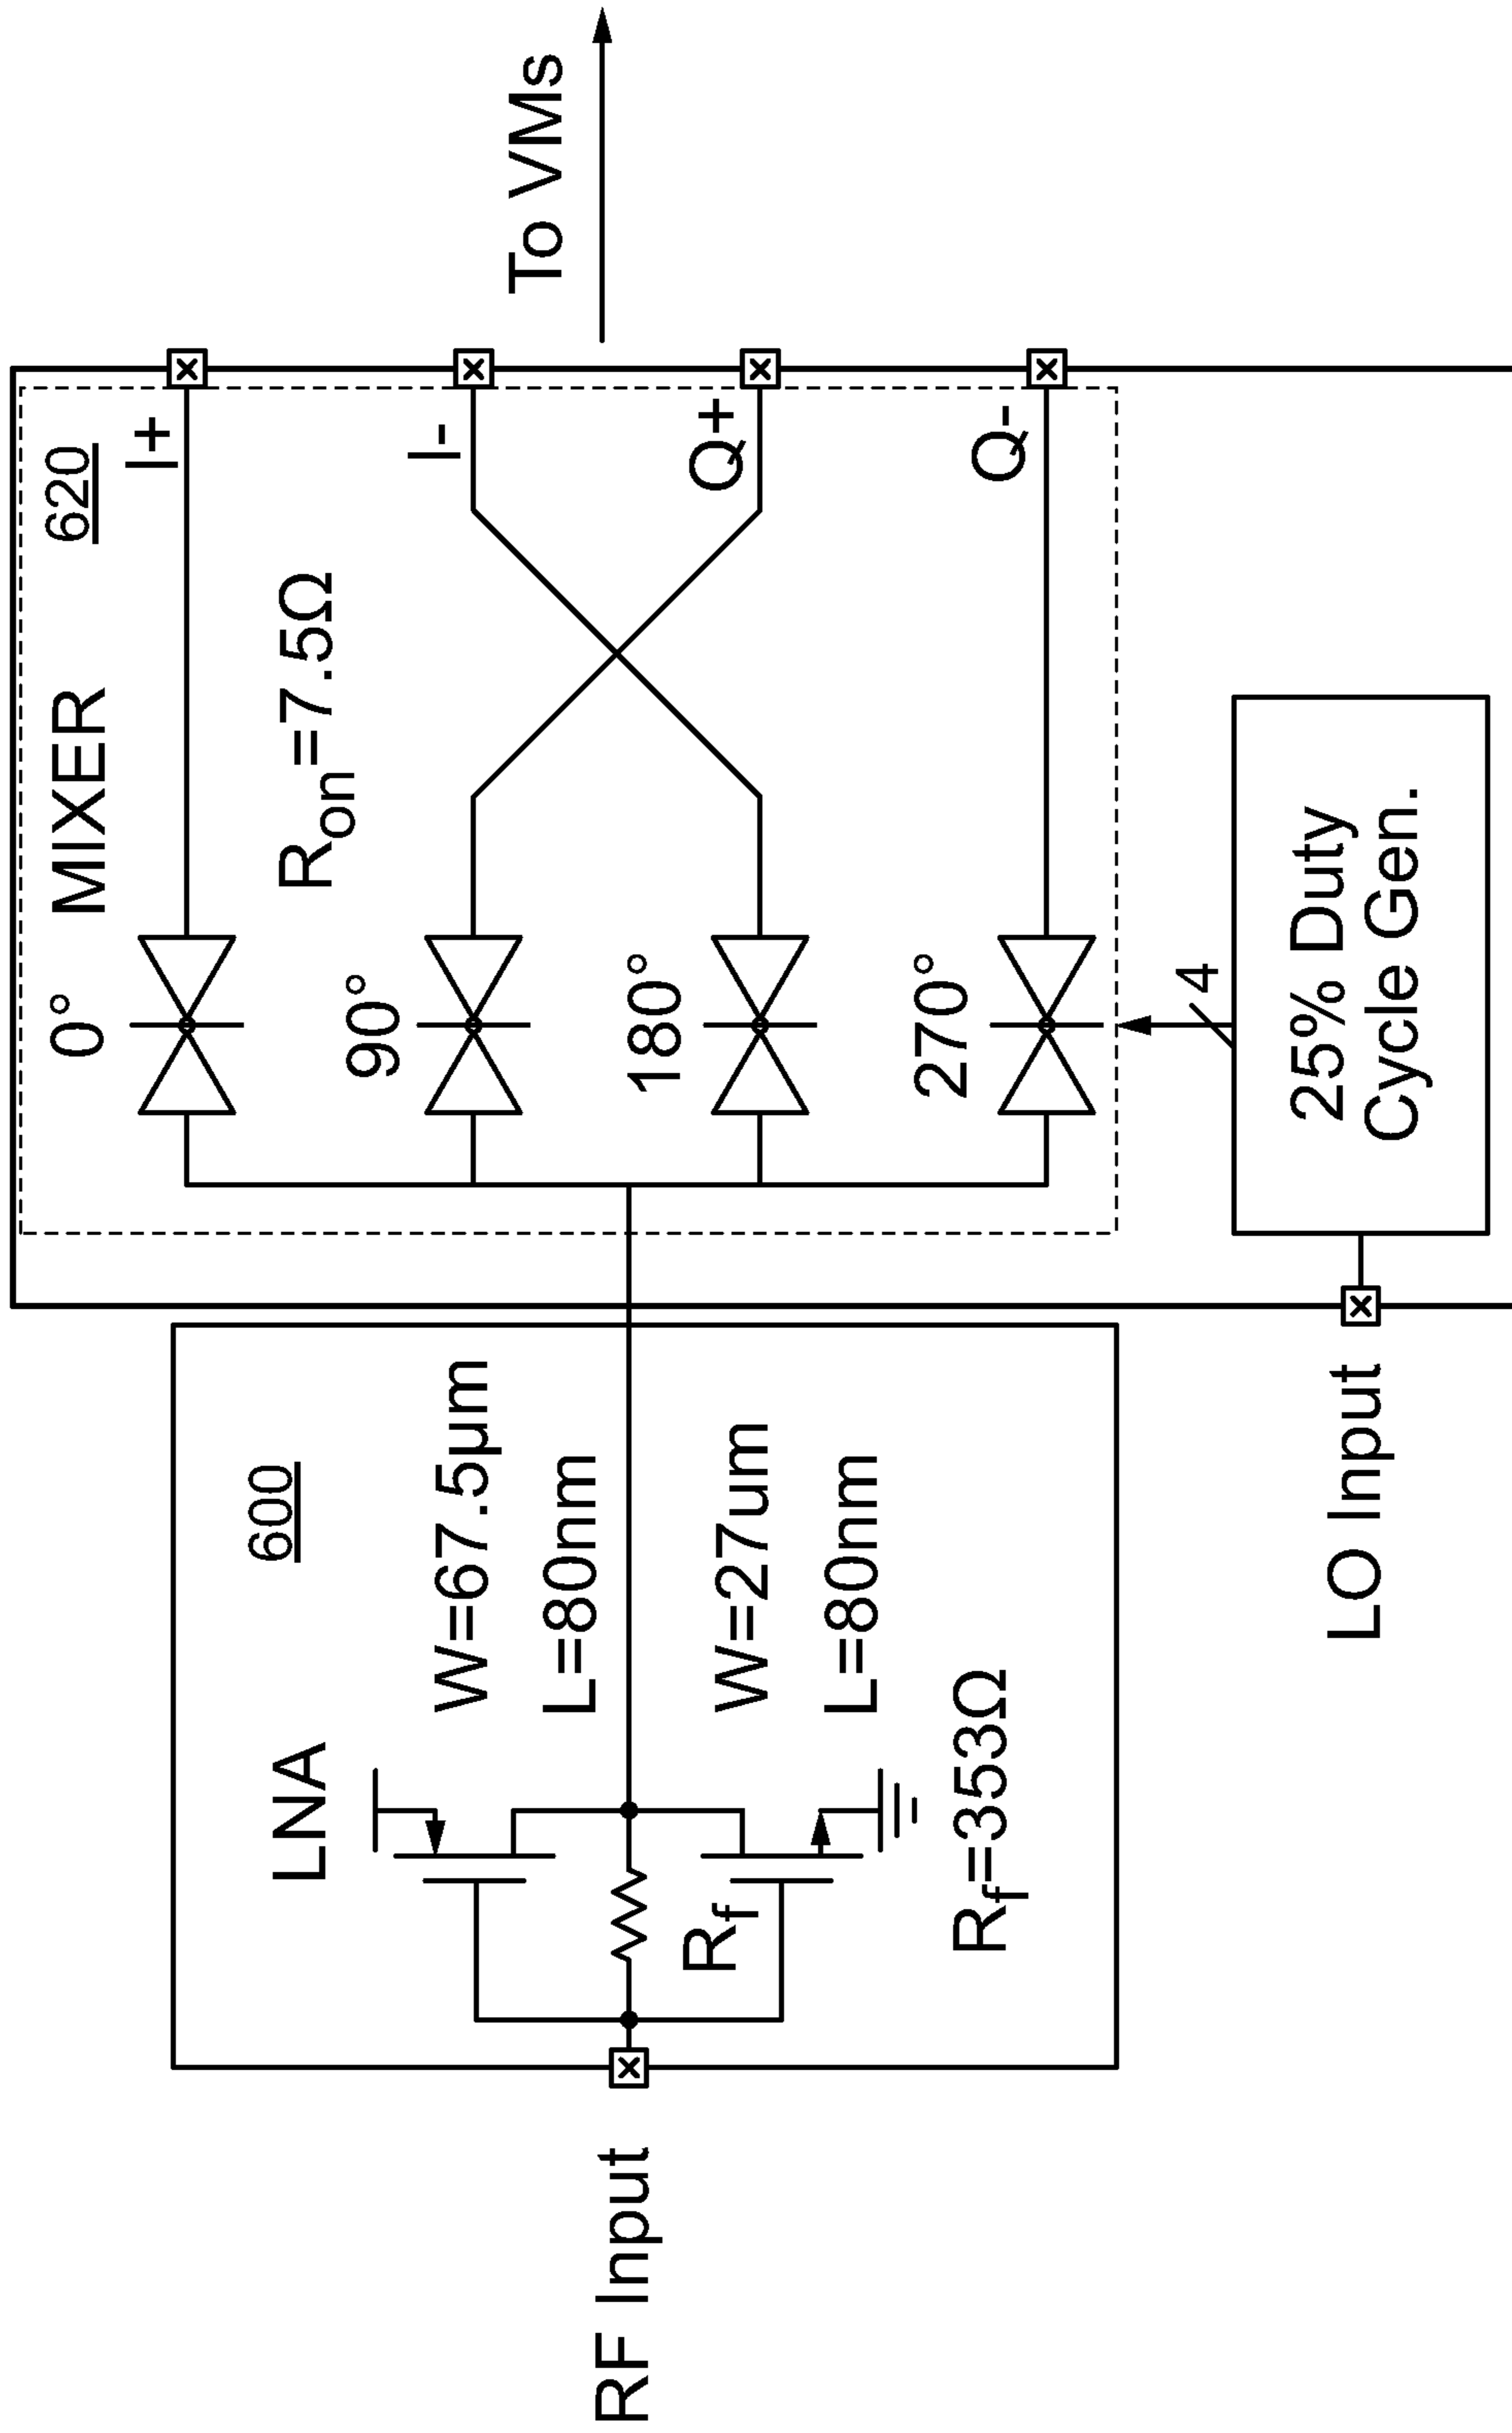 RF Input
600
LNA
W=67.5µm
L=80nm
Rf
W=27um
L=80nm
Rf=353Ω
620
MIXER
0°
I+
Ron=7.5Ω
90°
I-
180°
Q+
270°
Q-
4
25% Duty
Cycle Gen.
LO Input
To VMs